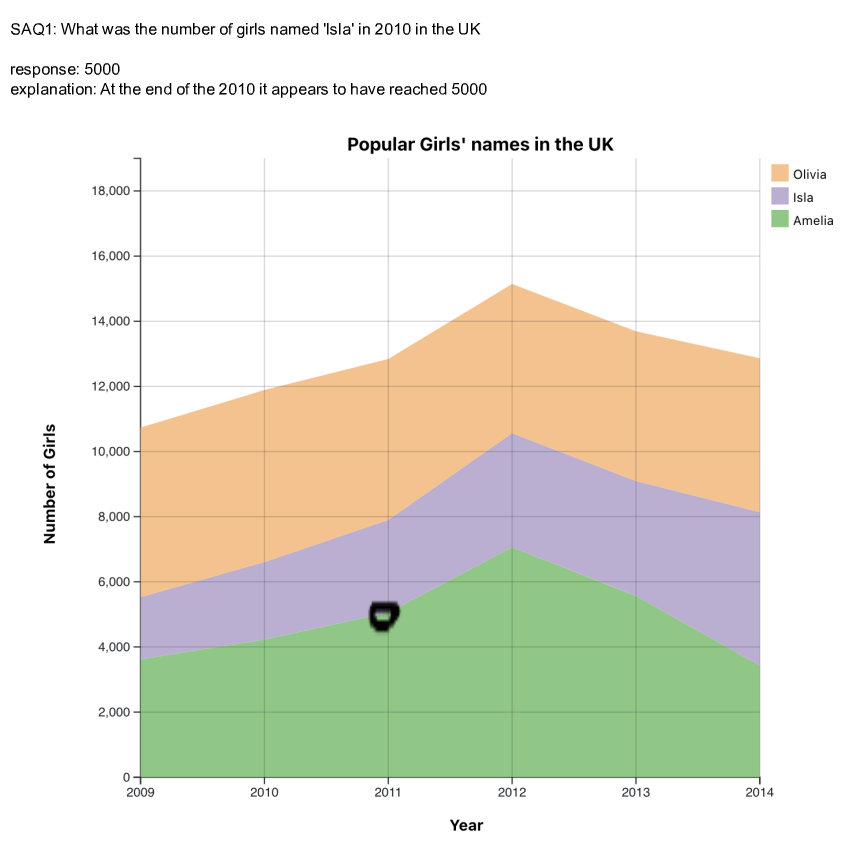 SAQ1: What was the number of girls named 'Isla' in 2010 in the UK
response: 5000
explanation: At the end of the 2010 it appears to have reached 5000
Popular Girls' names in the UK
Olivia
Isla
Amelia
18,000
16,000
14,000
12,000
10,000
8,000
6,000
4,000
2,000
0
Number of Girls
2009 2010 2011 2012 2013 2014
Year